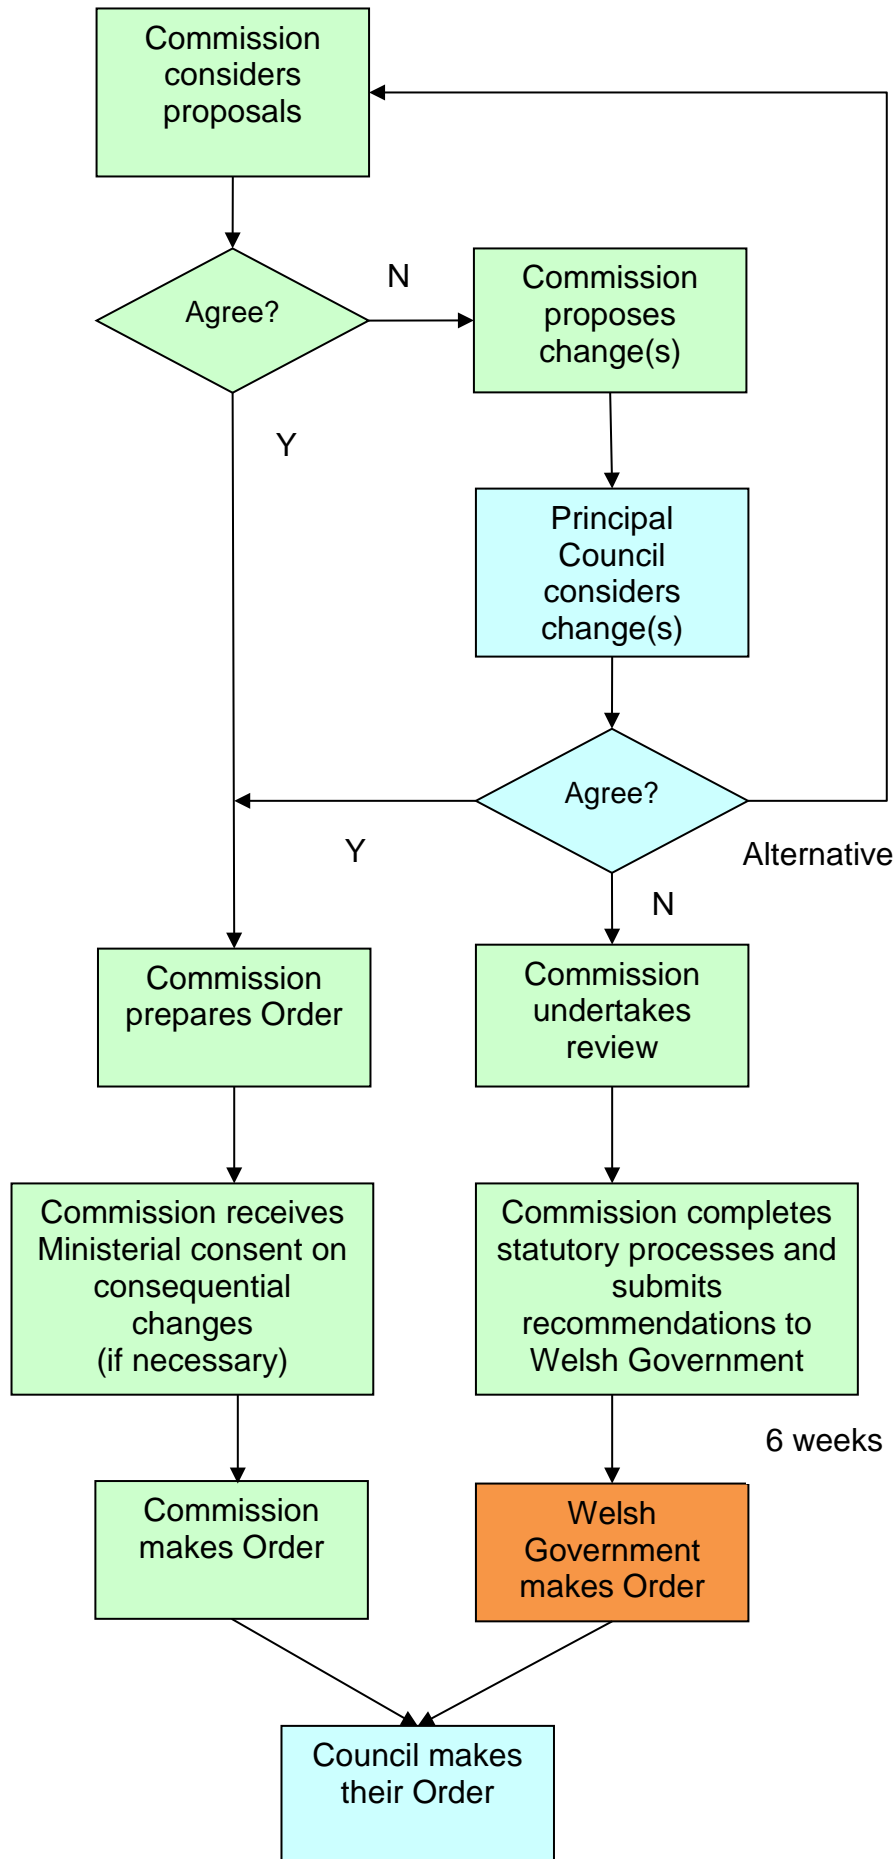 Commission
considers
proposals
Agree?
N
Commission
proposes
change(s)
Y
Principal
Council
considers
change(s)
Agree?
Y
Alternative
N
Commission
prepares Order
Commission
undertakes
review
Commission receives
Ministerial consent on
consequential
changes
(if necessary)
Commission completes
statutory processes and
submits
recommendations to
Welsh Government
6 weeks
Commission
makes Order
Welsh
Government
makes Order
Council makes
their Order